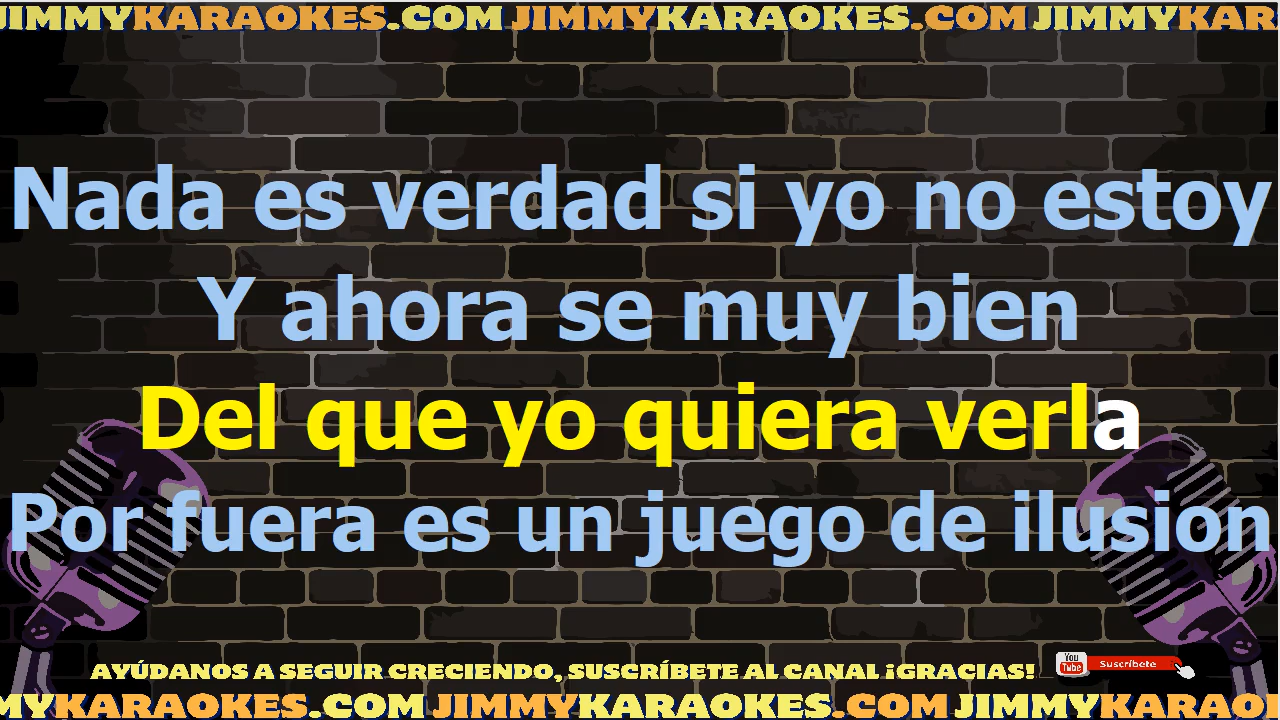 JIMMYKARAOKES.COM JIMMYKARAOKES.COM JIMMYKAR
Nada es verdad si yo no estoy
Y ahora se muy bien
Del que yo quiera verla
Por fuera es un juego de ilusion
AYÚDANOS A SEGUIR CRECIENDO, SUSCRÍBETE AL CANAL ¡GRACIAS!
You Tube Suscríbete
MYKARAOKES.COM JIMMYKARAOKES.COM JIMMYKARAO